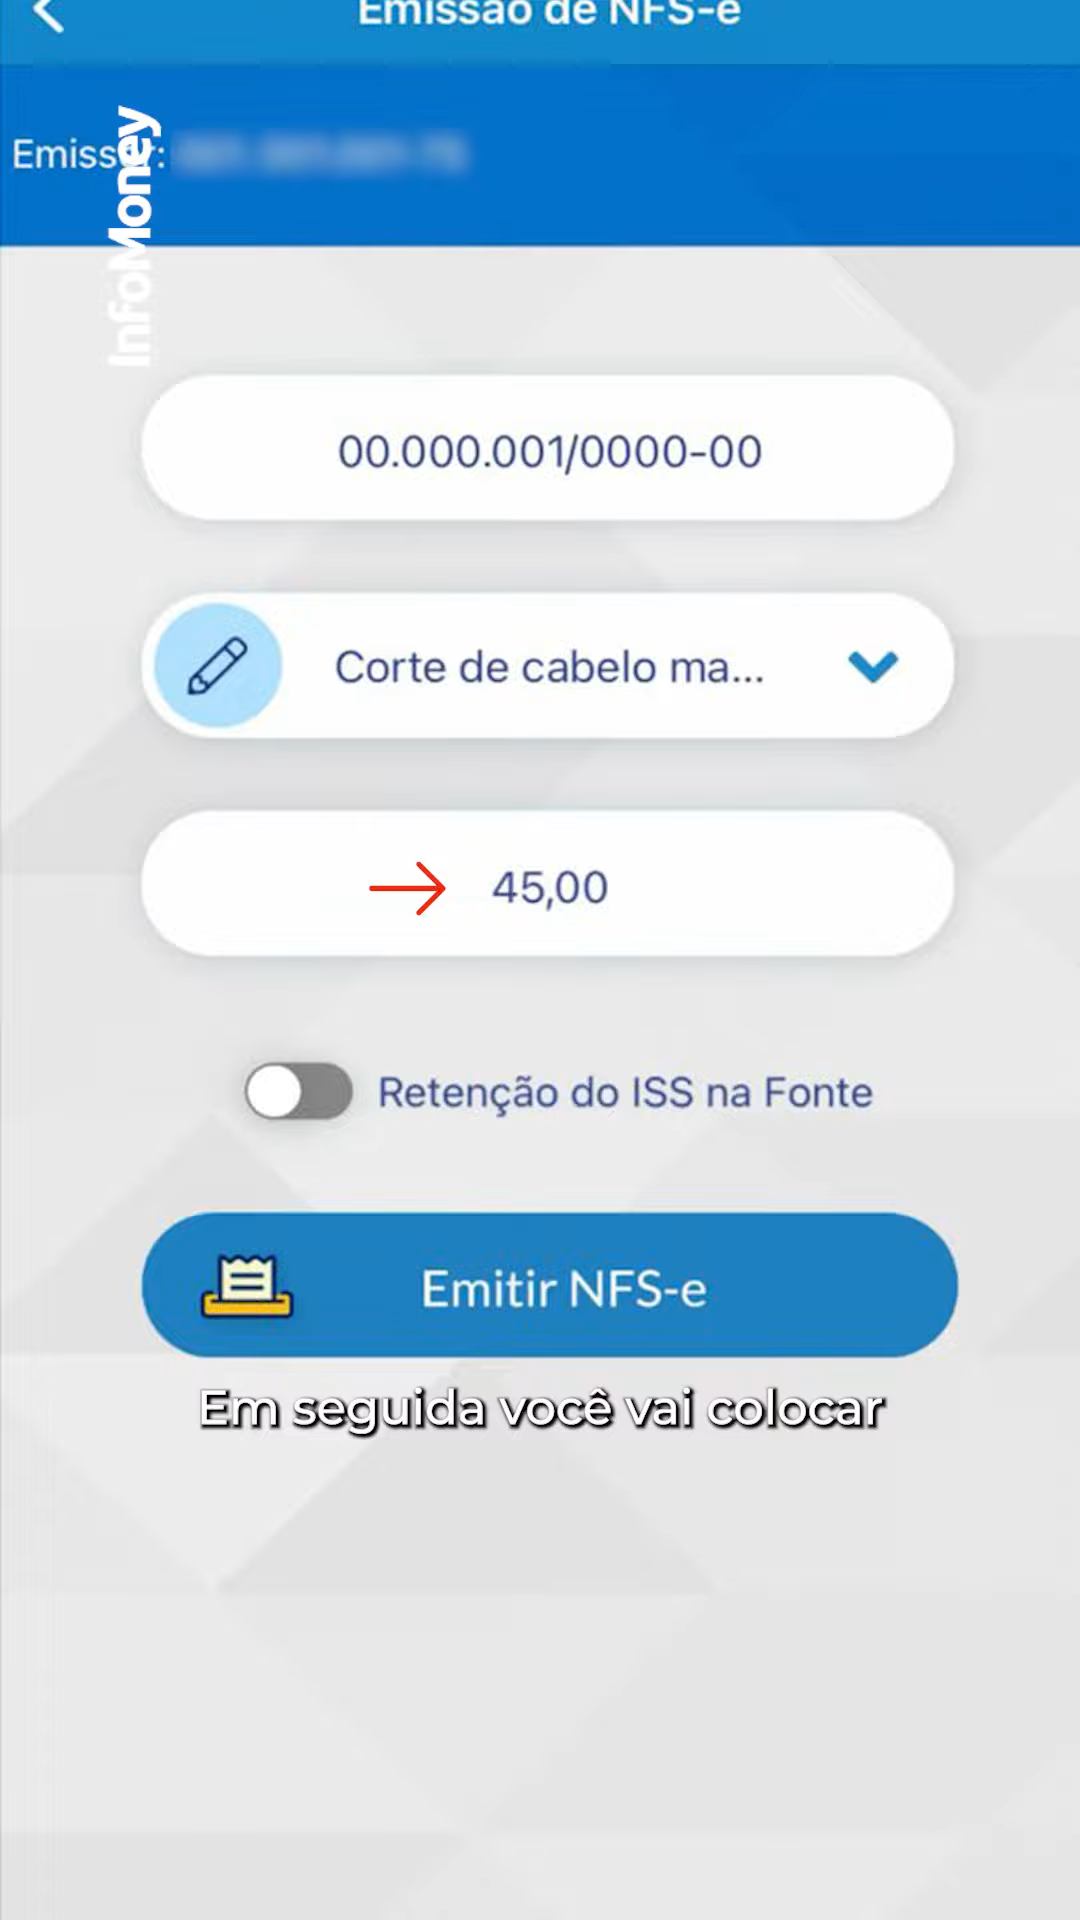 Emissão de NFS-e
Emissor:
InfoMoney
00.000.001/0000-00
Corte de cabelo ma...
45,00
Retenção do ISS na Fonte
Emitir NFS-e
Em seguida você vai colocar